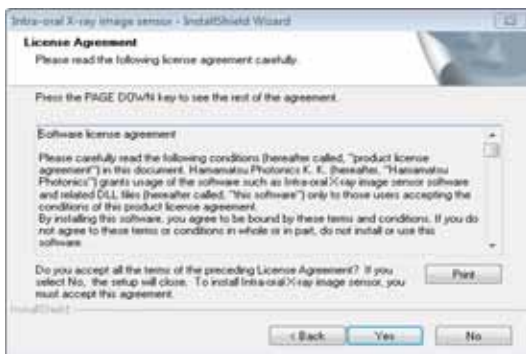 Intra-oral X-ray image sensor - InstallShield Wizard
License Agreement
Please read the following license agreement carefully.
Press the PAGE DOWN key to see the rest of the agreement.
Software license agreement
Please carefully read the following conditions (hereafter called, "product license
agreement") in this document. Hamamatsu Photonics K. K. (hereafter, "Hamamatsu
Photonics") grants usage of the software such as Intra-oral X-ray image sensor software
and related DLL files (hereafter called, "this software") only to those users accepting the
conditions of this product license agreement.
By installing this software, you agree to be bound by these terms and conditions. If you do
not agree to these terms or conditions in whole or in part, do not install or use this
software.
Do you accept all the terms of the preceding License Agreement? If you
select No, the setup will close. To install Intra-oral X-ray image sensor, you
must accept this agreement.
Print
InstallShield
< Back
Yes
No